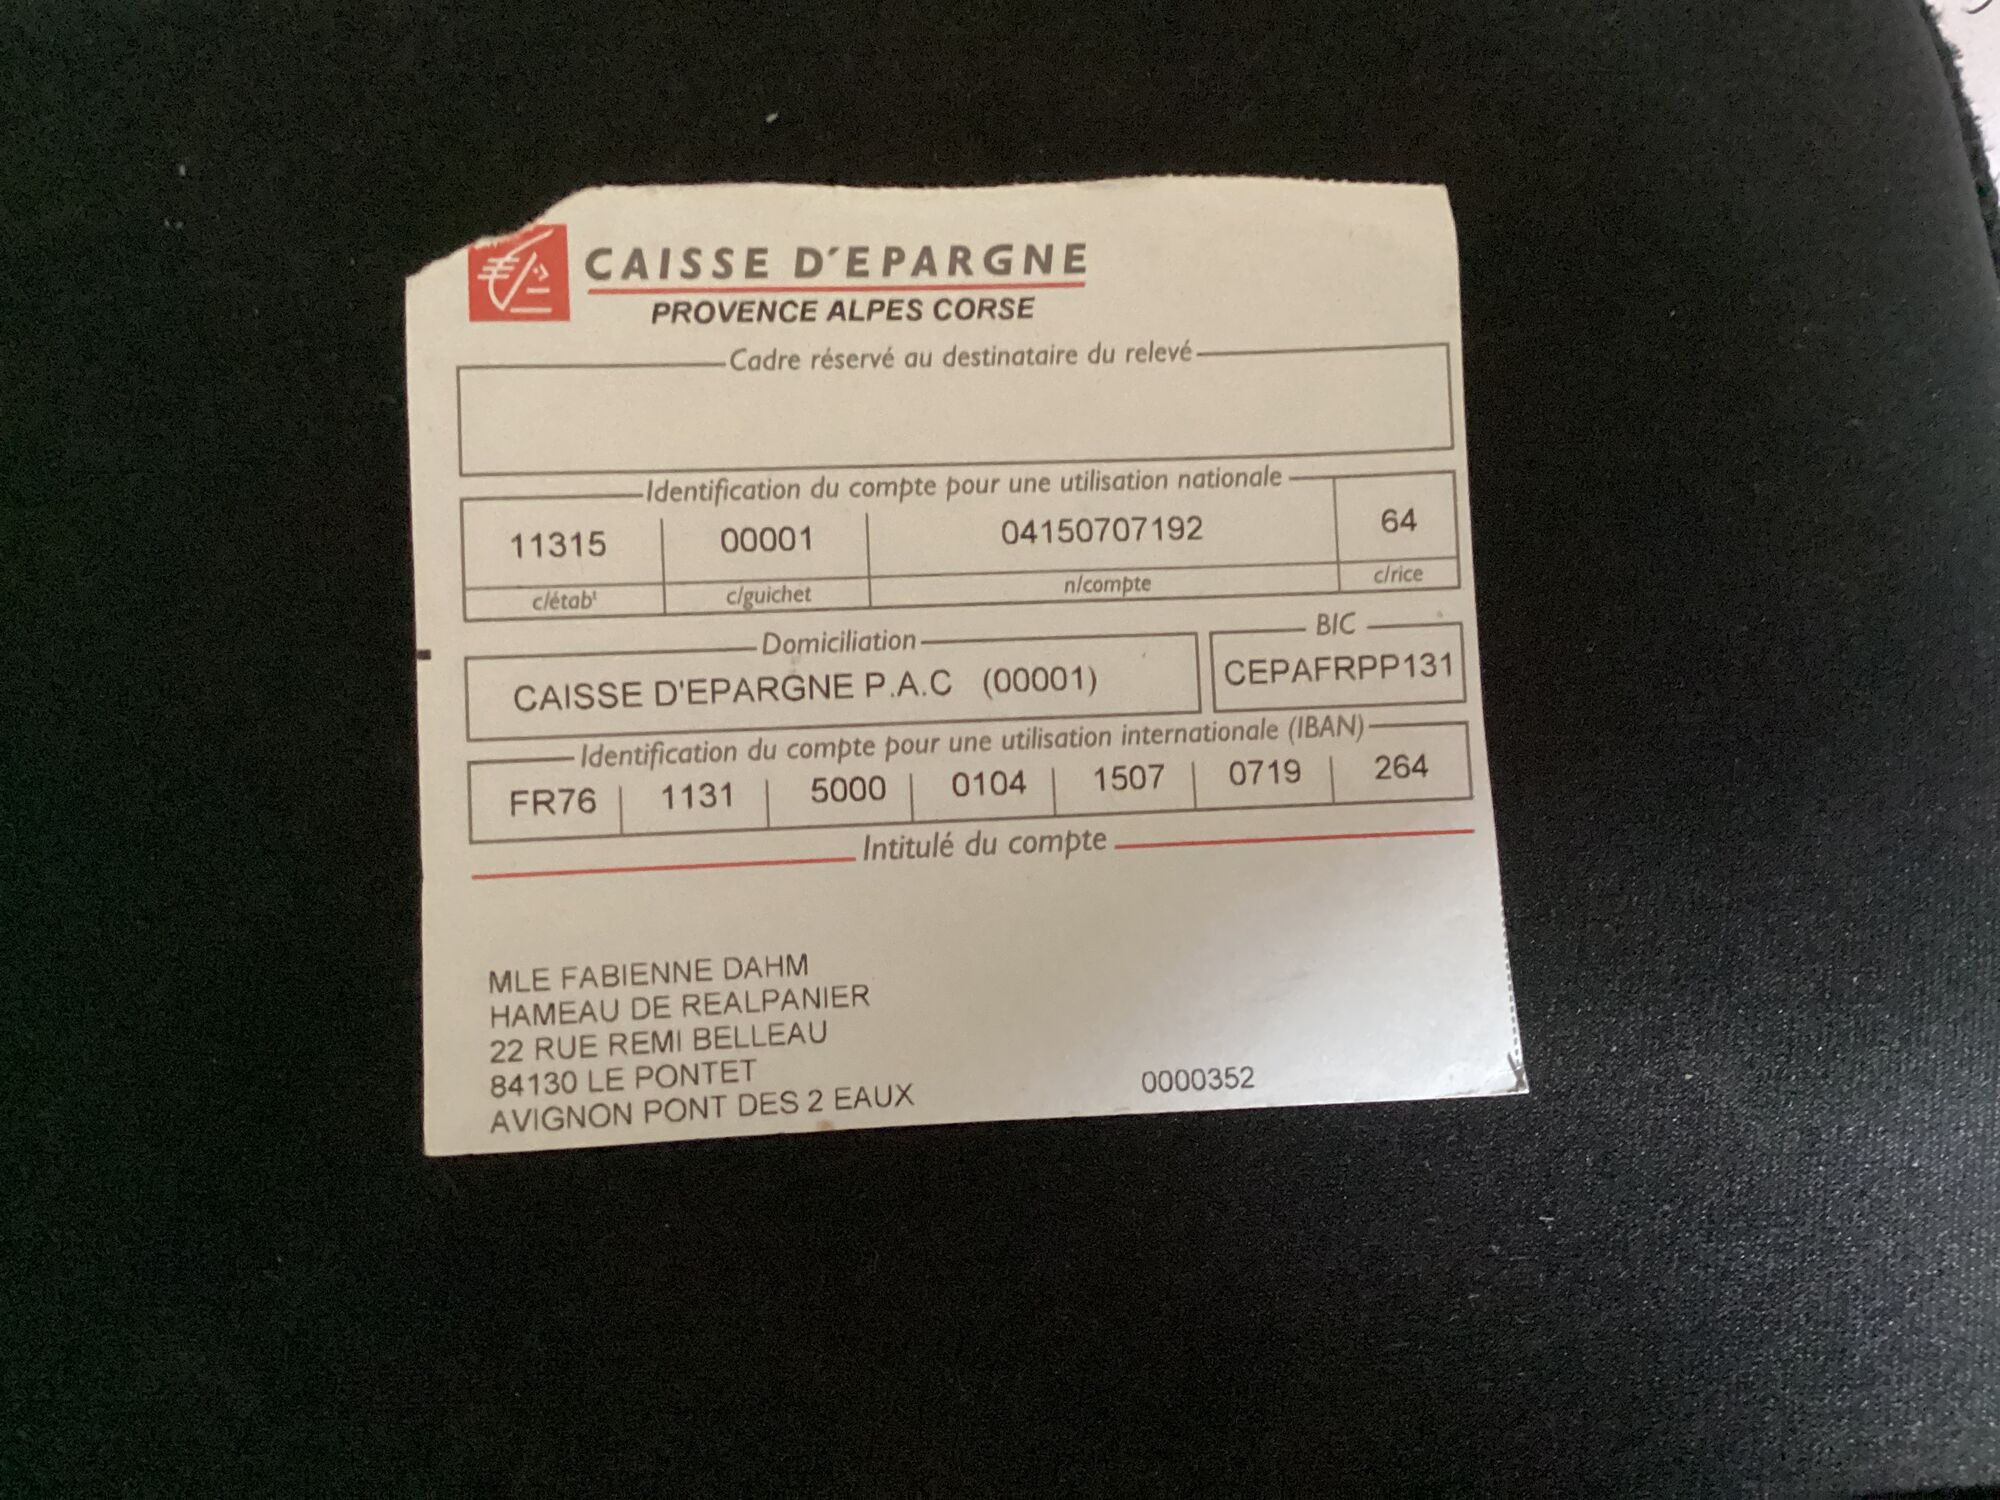 CAISSE D'EPARGNE
PROVENCE ALPES CORSE
Cadre réservé au destinataire du relevé
Identification du compte pour une utilisation nationale
11315 00001 04150707192 64
c/étabt c/guichet n/compte c/rice
Domiciliation BIC
CAISSE D'EPARGNE P.A.C (00001) CEPAFRPP131
Identification du compte pour une utilisation internationale (IBAN)
FR76 1131 5000 0104 1507 0719 264
Intitulé du compte
MLE FABIENNE DAHM
HAMEAU DE REALPANIER
22 RUE REMI BELLEAU
84130 LE PONTET
AVIGNON PONT DES 2 EAUX 0000352